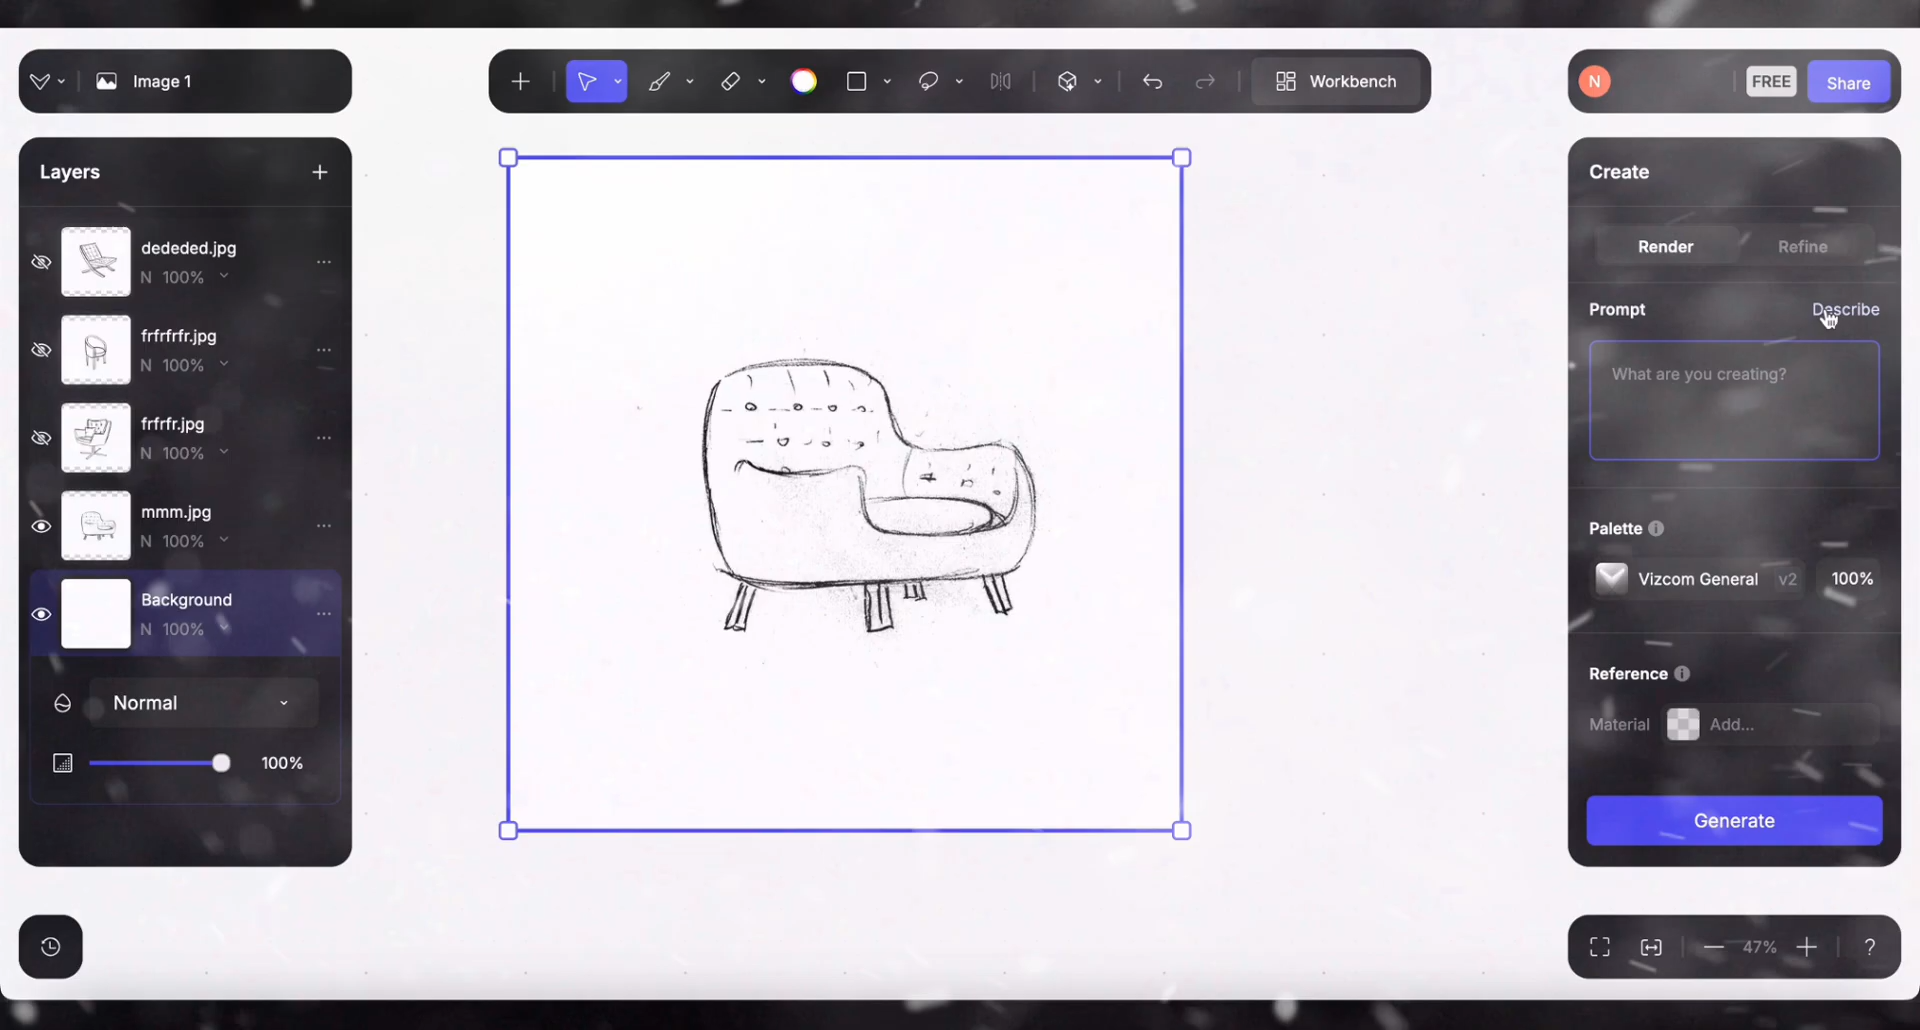 Image 1
Workbench
N
FREE
Share
Layers
dededed.jpg
N 100%
frfrfrfr.jpg
N 100%
frfrfr.jpg
N 100%
mmm.jpg
N 100%
Background
N 100%
Normal
100%
Create
Render Refine
Prompt Describe
What are you creating?
Palette
Vizcom General v2 100%
Reference
Material Add...
Generate
47% ?